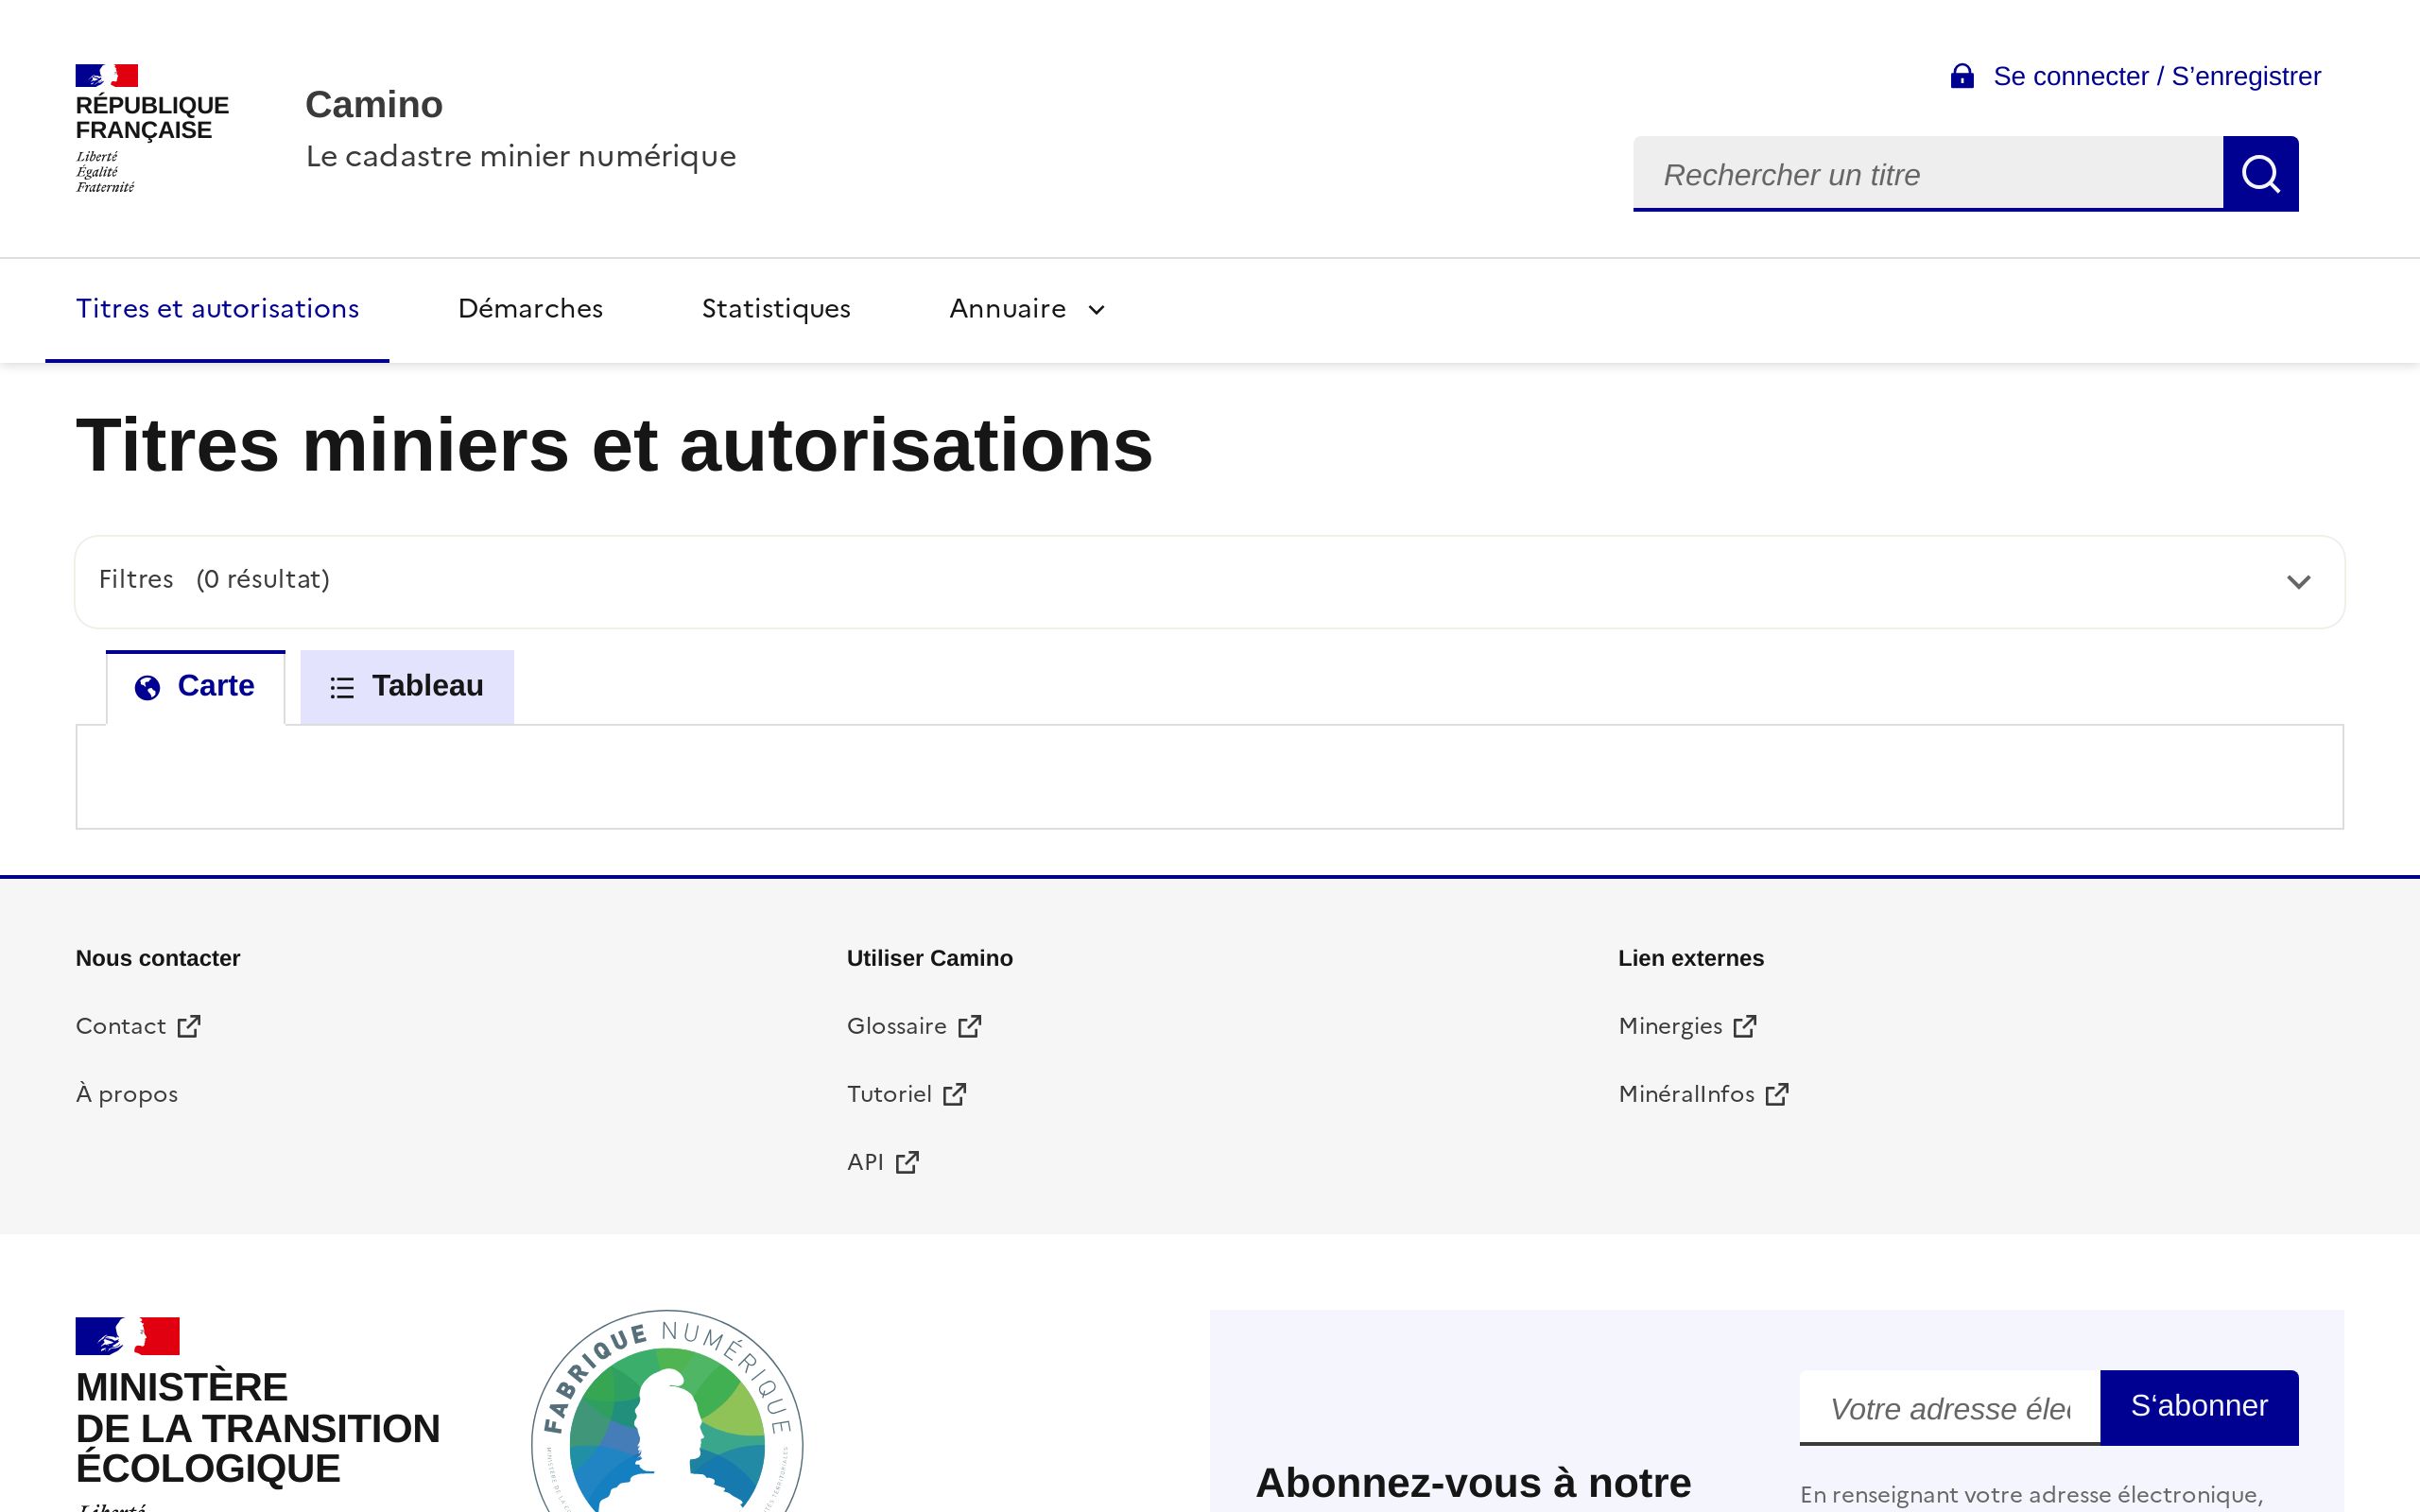 RÉPUBLIQUE
FRANÇAISE
Liberté
Égalité
Fraternité
Camino
Le cadastre minier numérique
Se connecter / S’enregistrer
Rechercher un titre
Titres et autorisations
Démarches
Statistiques
Annuaire
Titres miniers et autorisations
Filtres (0 résultat)
Carte
Tableau
Nous contacter
Contact
À propos
Utiliser Camino
Glossaire
Tutoriel
API
Lien externes
Minergies
MinéralInfos
MINISTÈRE
DE LA TRANSITION
ÉCOLOGIQUE
Liberté
FABRIQUE NUMÉRIQUE
Abonnez-vous à notre
Votre adresse éle
S‘abonner
En renseignant votre adresse électronique,